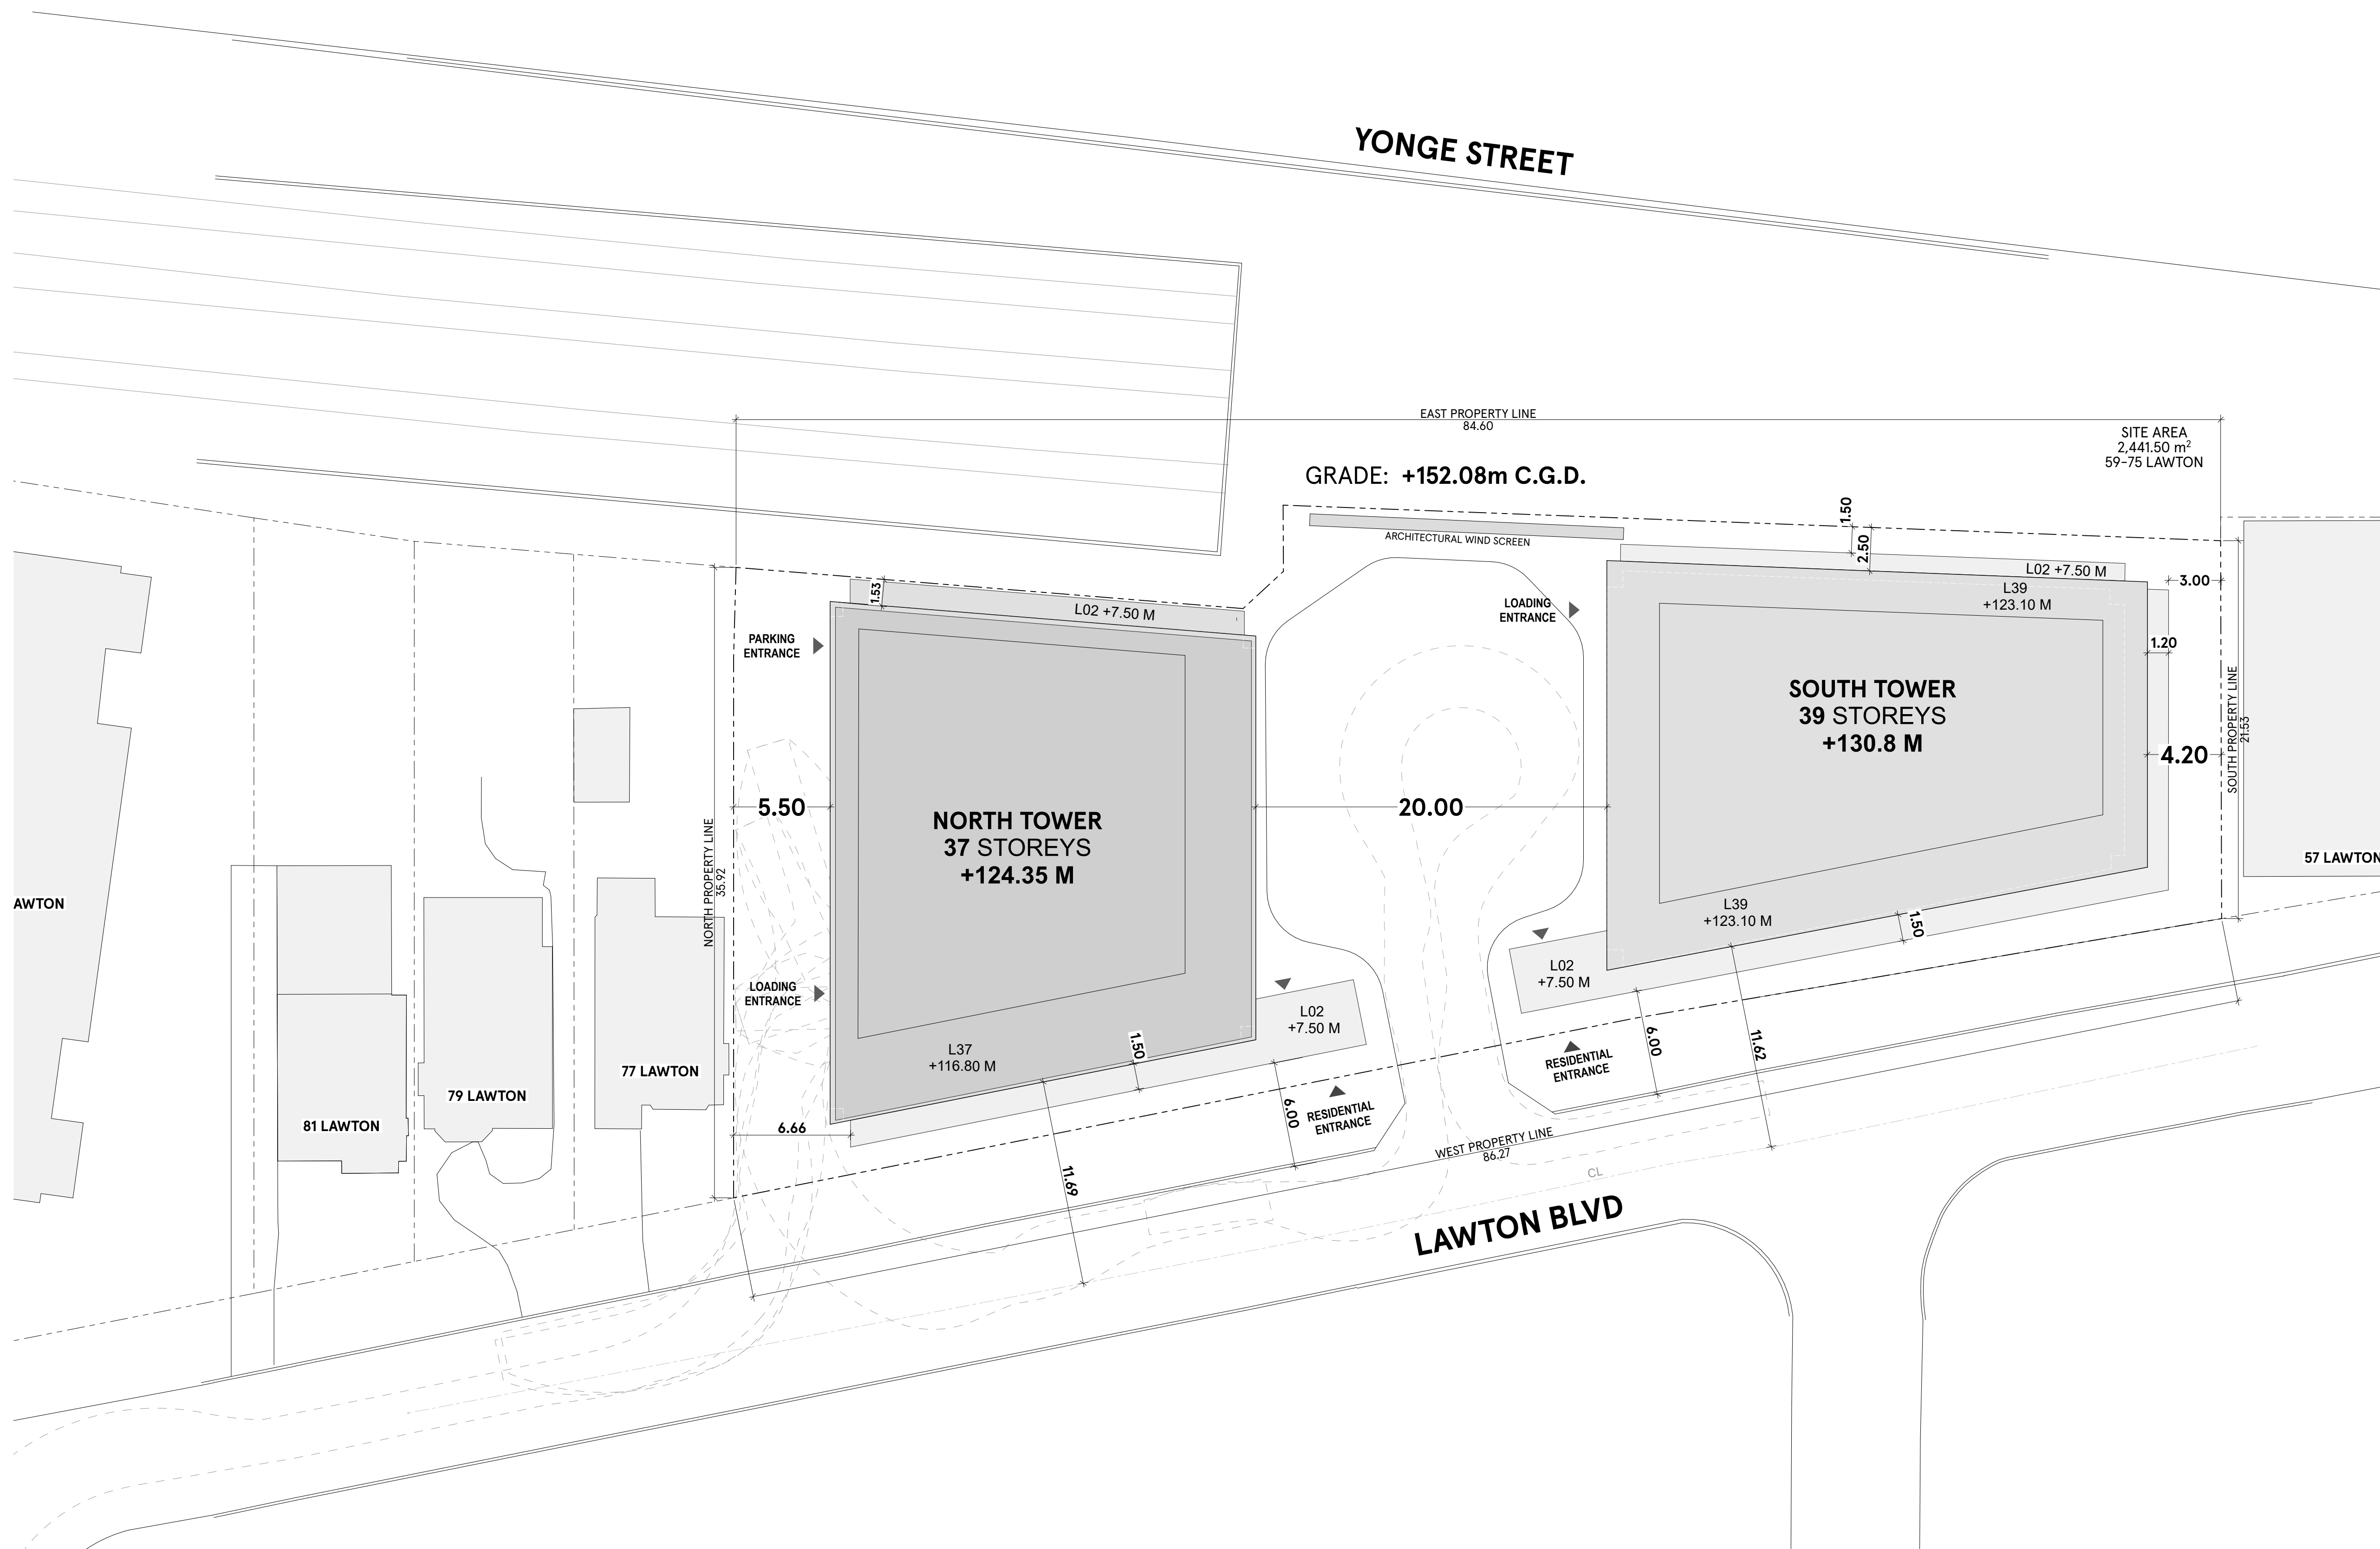 YONGE STREET
EAST PROPERTY LINE
84.60
SITE AREA
2,441.50 m²
59-75 LAWTON
GRADE: +152.08m C.G.D.
ARCHITECTURAL WIND SCREEN
1.50
2.50
L02 +7.50 M
3.00
L39
+123.10 M
1.20
1.53
L02 +7.50 M
PARKING
ENTRANCE
LOADING
ENTRANCE
SOUTH TOWER
39 STOREYS
+130.8 M
4.20
SOUTH PROPERTY LINE
21.53
57 LAWTON
5.50
20.00
NORTH TOWER
37 STOREYS
+124.35 M
NORTH PROPERTY LINE
35.92
AWTON
L39
+123.10 M
1.50
L02
+7.50 M
LOADING
ENTRANCE
L02
+7.50 M
L37
+116.80 M
1.50
6.00
11.62
RESIDENTIAL
ENTRANCE
77 LAWTON
79 LAWTON
81 LAWTON
6.66
6.00
RESIDENTIAL
ENTRANCE
11.69
WEST PROPERTY LINE
86.27
CL
LAWTON BLVD